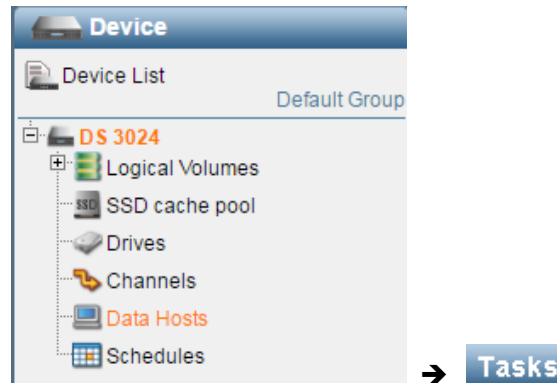 Device
Device List
Default Group
DS 3024
Logical Volumes
SSD
SSD cache pool
Drives
Channels
Data Hosts
Schedules
Tasks